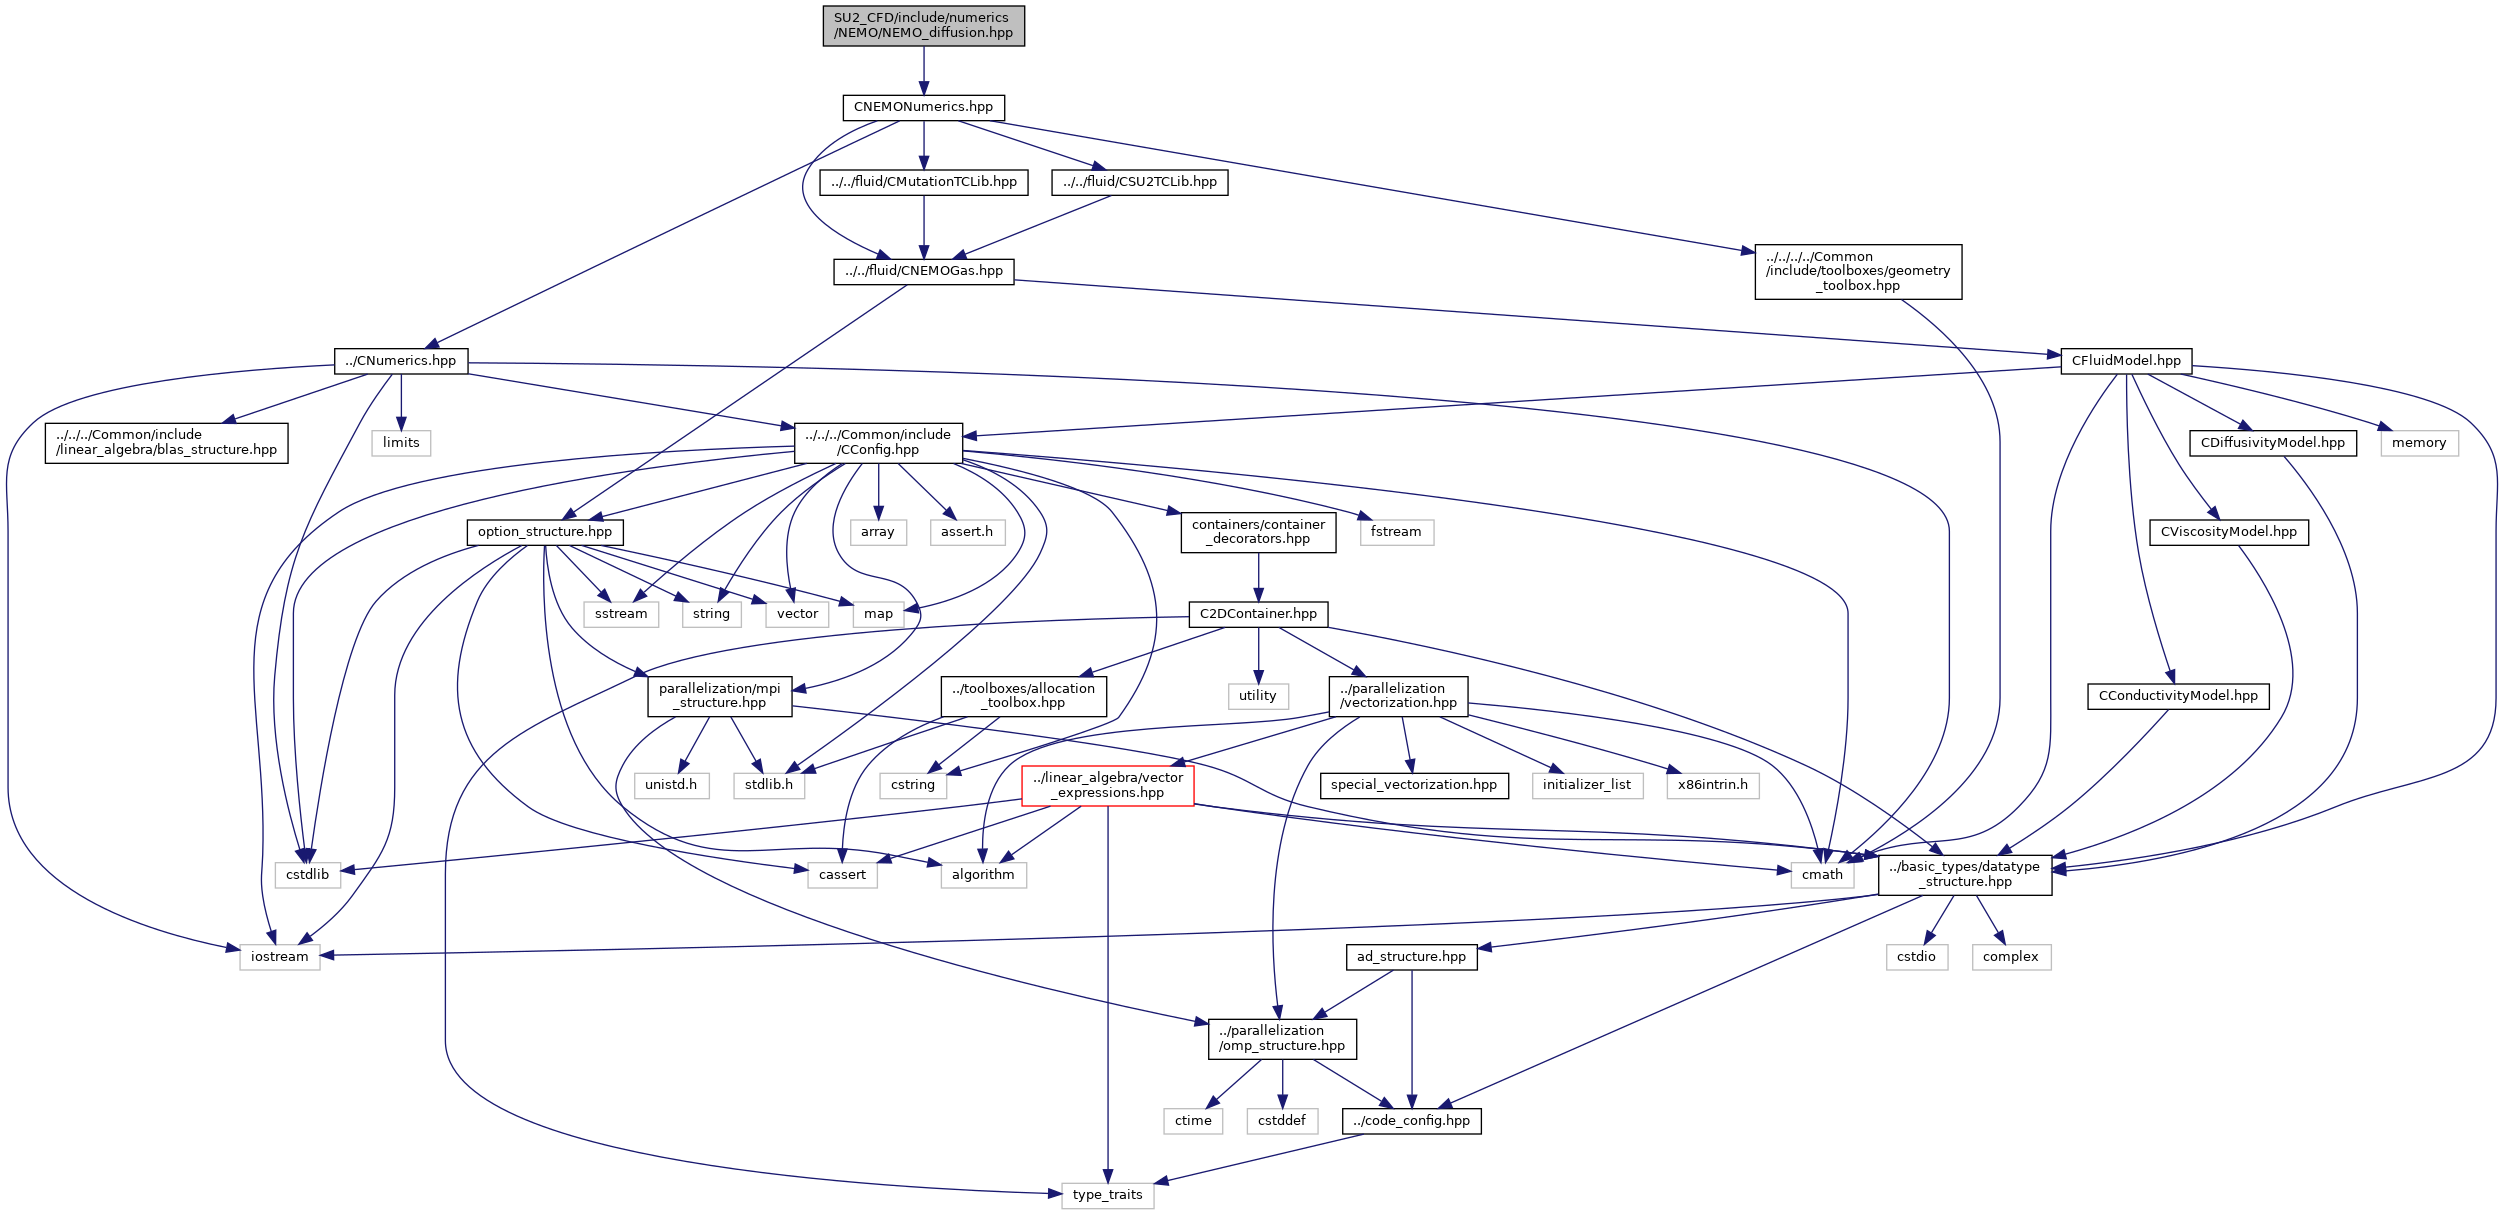 SU2_CFD/include/numerics
/NEMO/NEMO_diffusion.hpp
CNEMONumerics.hpp
../../fluid/CMutationTCLib.hpp
../../fluid/CSU2TCLib.hpp
../../fluid/CNEMOGas.hpp
../../../../Common
/include/toolboxes/geometry
_toolbox.hpp
../CNumerics.hpp
CFluidModel.hpp
../../../Common/include
/linear_algebra/blas_structure.hpp
limits
../../../Common/include
/CConfig.hpp
CDiffusivityModel.hpp
memory
option_structure.hpp
array
assert.h
containers/container
_decorators.hpp
fstream
CViscosityModel.hpp
sstream
string
vector
map
C2DContainer.hpp
parallelization/mpi
_structure.hpp
../toolboxes/allocation
_toolbox.hpp
utility
../parallelization
/vectorization.hpp
CConductivityModel.hpp
unistd.h
stdlib.h
cstring
../linear_algebra/vector
_expressions.hpp
special_vectorization.hpp
initializer_list
x86intrin.h
cstdlib
cassert
algorithm
cmath
../basic_types/datatype
_structure.hpp
iostream
ad_structure.hpp
cstdio
complex
../parallelization
/omp_structure.hpp
ctime
cstddef
../code_config.hpp
type_traits